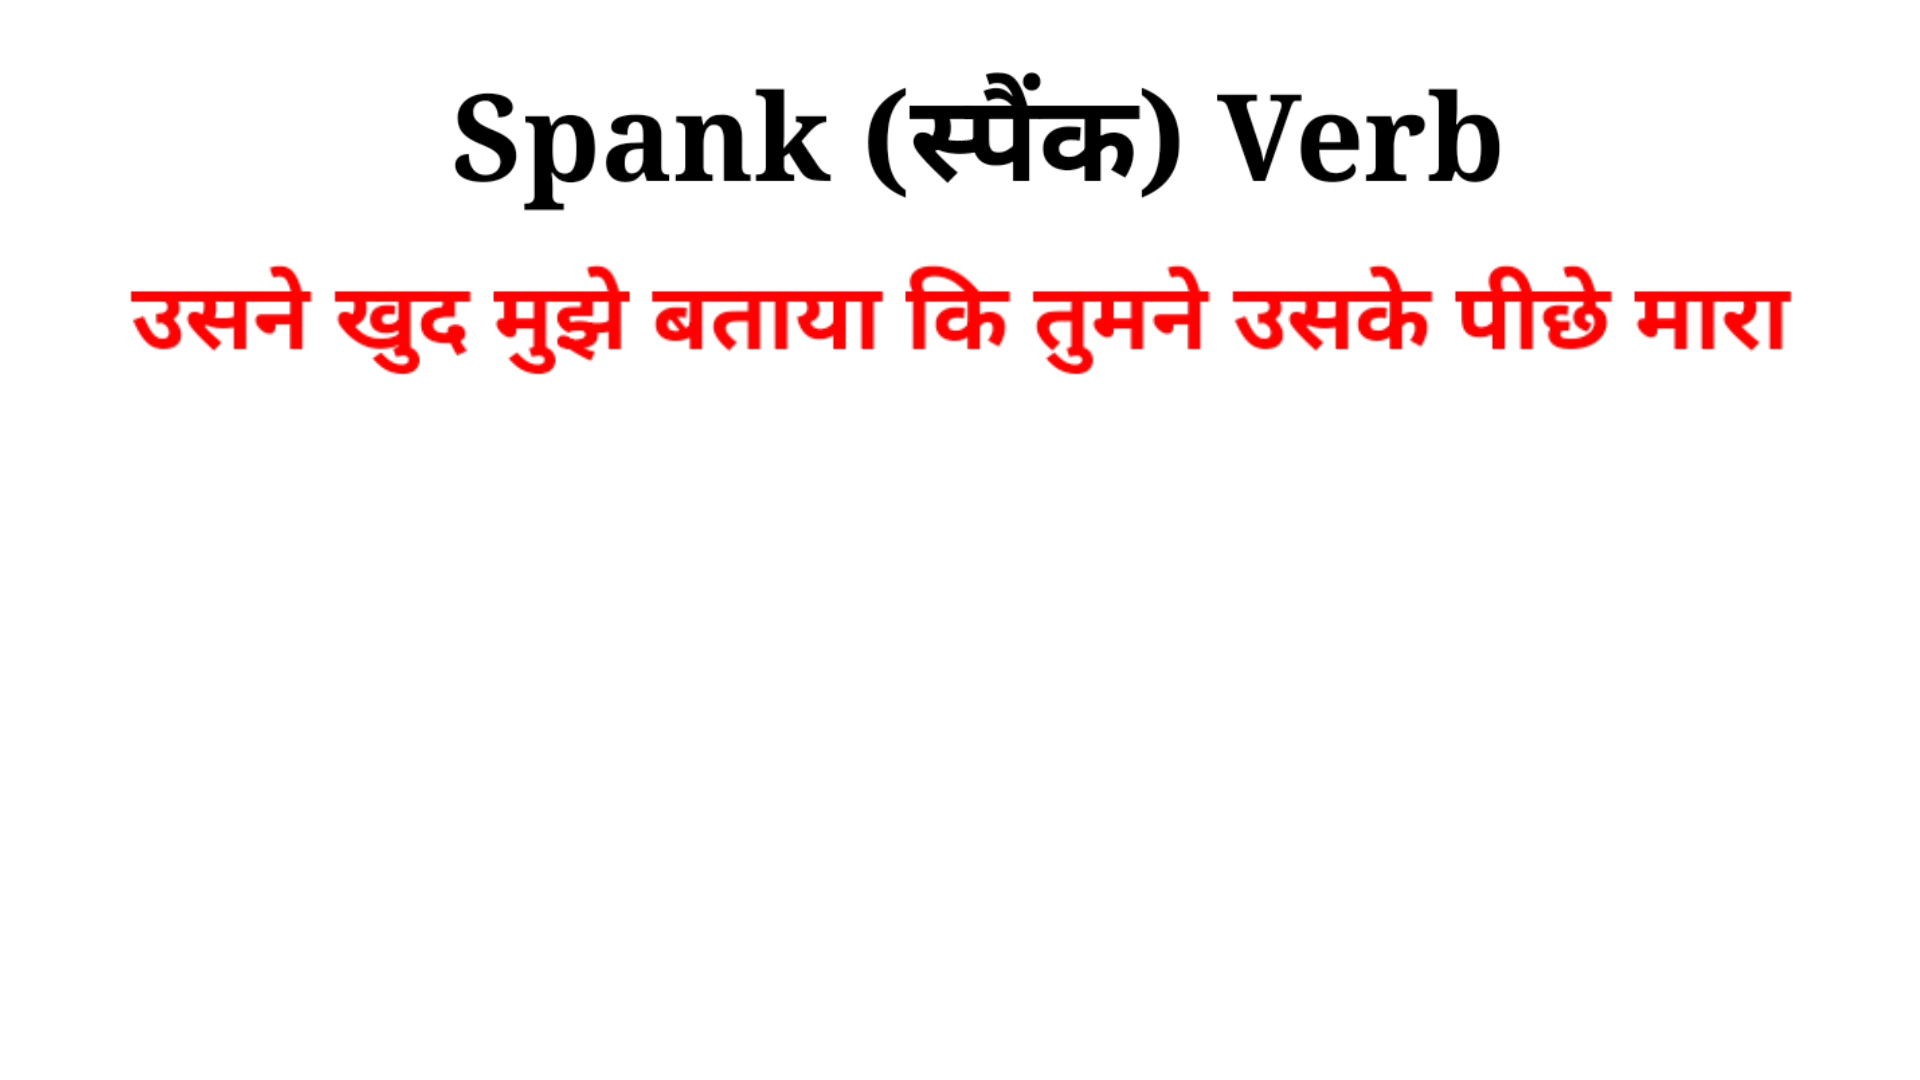 Spank (स्पैंक) Verb
उसने खुद मुझे बताया कि तुमने उसके पीछे मारा